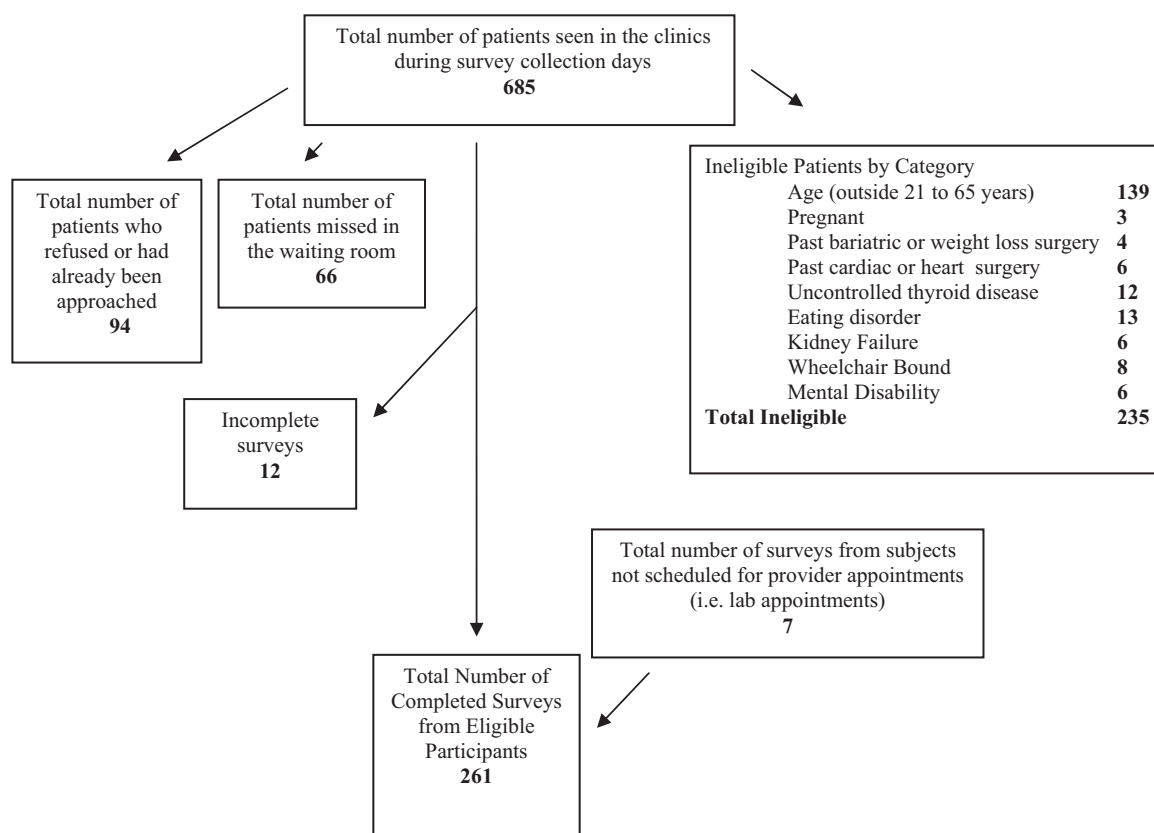 Total number of patients seen in the clinics
during survey collection days
685
Total number of
patients who
refused or had
already been
approached
94
Total number of
patients missed in
the waiting room
66
Ineligible Patients by Category
Age (outside 21 to 65 years) 139
Pregnant 3
Past bariatric or weight loss surgery 4
Past cardiac or heart surgery 6
Uncontrolled thyroid disease 12
Eating disorder 13
Kidney Failure 6
Wheelchair Bound 8
Mental Disability 6
Total Ineligible 235
Incomplete
surveys
12
Total number of surveys from subjects
not scheduled for provider appointments
(i.e. lab appointments)
7
Total Number of
Completed Surveys
from Eligible
Participants
261